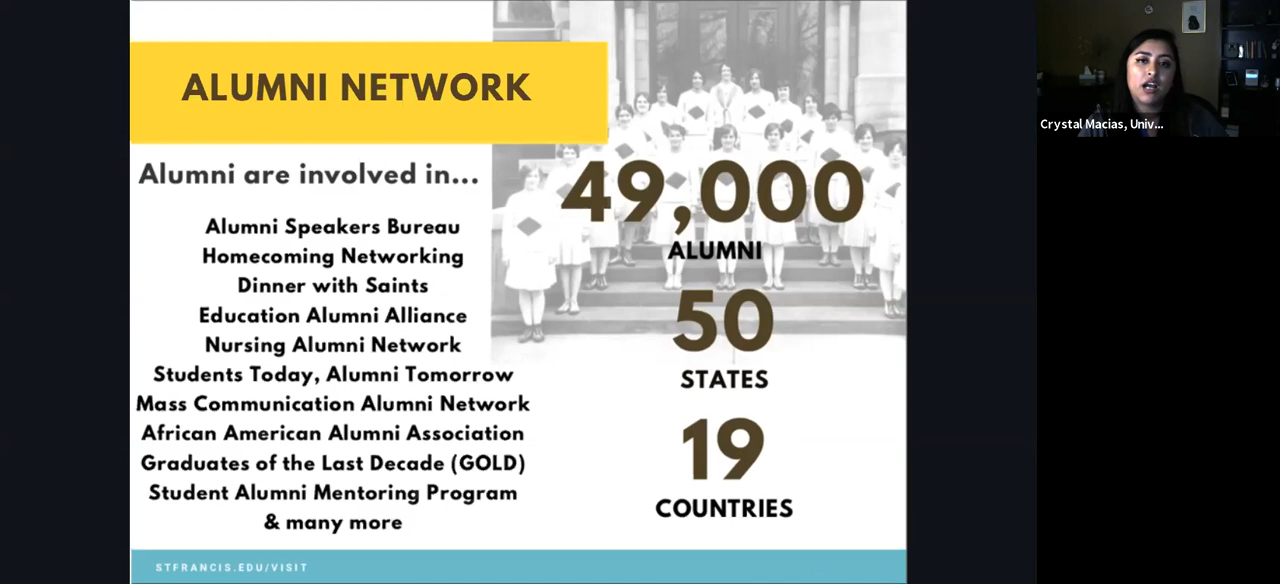 ALUMNI NETWORK
Alumni are involved in...
Alumni Speakers Bureau
Homecoming Networking
Dinner with Saints
Education Alumni Alliance
Nursing Alumni Network
Students Today, Alumni Tomorrow
Mass Communication Alumni Network
African American Alumni Association
Graduates of the Last Decade (GOLD)
Student Alumni Mentoring Program
& many more
49,000
ALUMNI
50
STATES
19
COUNTRIES
STFRANCIS.EDU/VISIT
Crystal Macias, Univ...